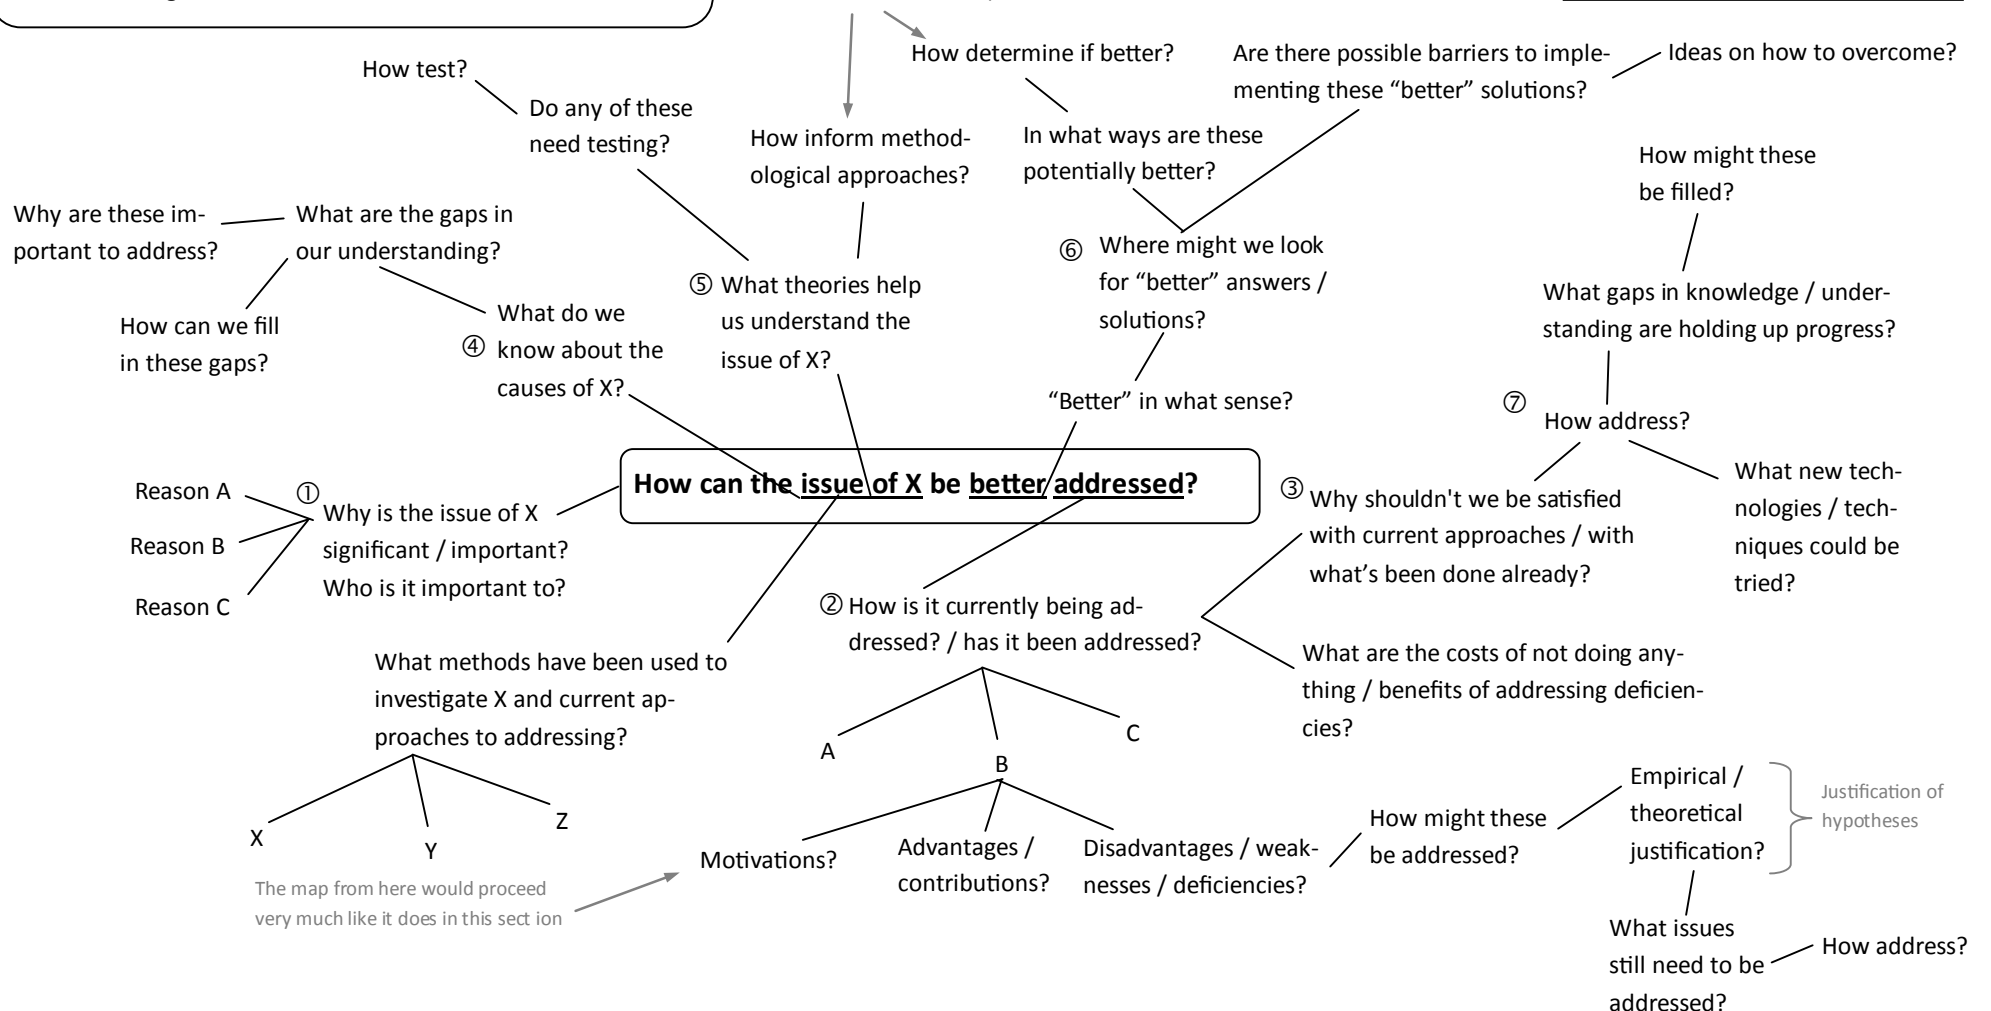 How test?
Do any of these
need testing?
How inform method-
ological approaches?
How determine if better?
In what ways are these
potentially better?
Are there possible barriers to imple-
menting these “better” solutions?
Ideas on how to overcome?
How might these
be filled?
Why are these im-
portant to address?
What are the gaps in
our understanding?
How can we fill
in these gaps?
④
What do we
know about the
causes of X?
⑤ What theories help
us understand the
issue of X?
⑥ Where might we look
for “better” answers /
solutions?
“Better” in what sense?
What gaps in knowledge / under-
standing are holding up progress?
⑦
How address?
What new tech-
nologies / tech-
niques could be
tried?
How can the issue of X be better addressed?
Reason A
Reason B
Reason C
①
Why is the issue of X
significant / important?
Who is it important to?
③ Why shouldn't we be satisfied
with current approaches / with
what’s been done already?
② How is it currently being ad-
dressed? / has it been addressed?
What are the costs of not doing any-
thing / benefits of addressing deficien-
cies?
What methods have been used to
investigate X and current ap-
proaches to addressing?
X
Y
Z
The map from here would proceed
very much like it does in this sect ion
A
B
C
Motivations?
Advantages /
contributions?
Disadvantages / weak-
nesses / deficiencies?
How might these
be addressed?
Empirical /
theoretical
justification?
Justification of
hypotheses
What issues
still need to be
addressed?
How address?